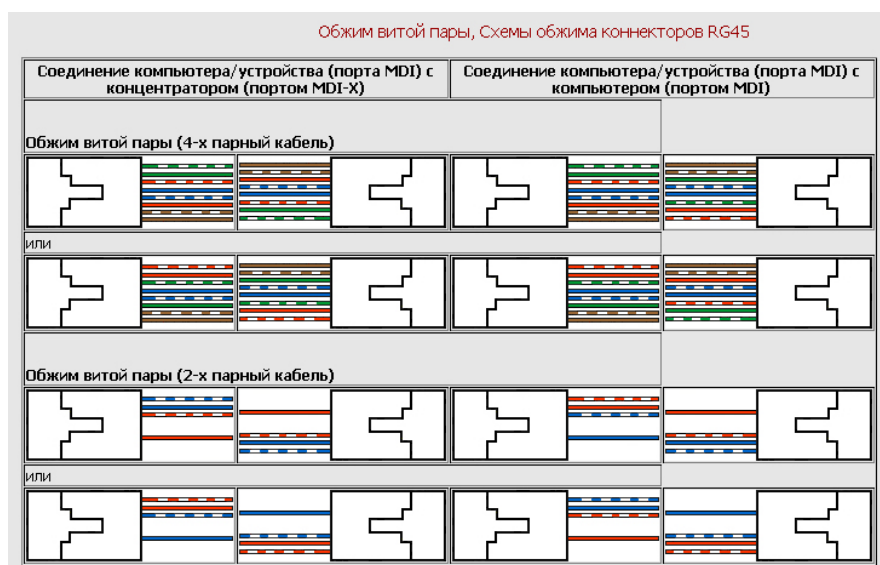 Обжим витой пары, Схемы обжима коннекторов RG45
Соединение компьютера/устройства (порта MDI) с
концентратором (портом MDI-X)
Соединение компьютера/устройства (порта MDI) с
компьютером (портом MDI)
Обжим витой пары (4-х парный кабель)
или
Обжим витой пары (2-х парный кабель)
или